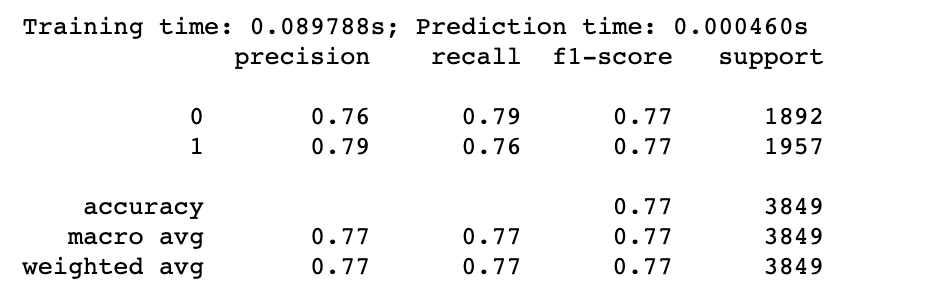 Training time: 0.089788s; Prediction time: 0.000460s
precision recall f1-score support
0 0.76 0.79 0.77 1892
1 0.79 0.76 0.77 1957
accuracy 0.77 3849
macro avg 0.77 0.77 0.77 3849
weighted avg 0.77 0.77 0.77 3849